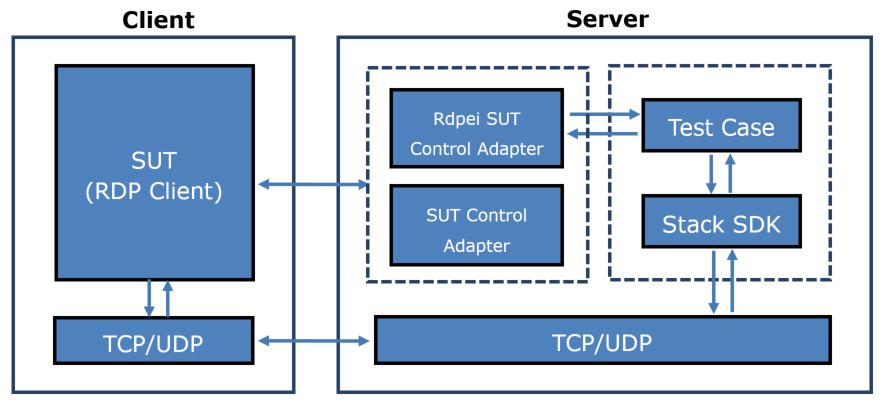 Client
Server
SUT
(RDP Client)
TCP/UDP
Rdpei SUT
Control Adapter
SUT Control
Adapter
Test Case
Stack SDK
TCP/UDP